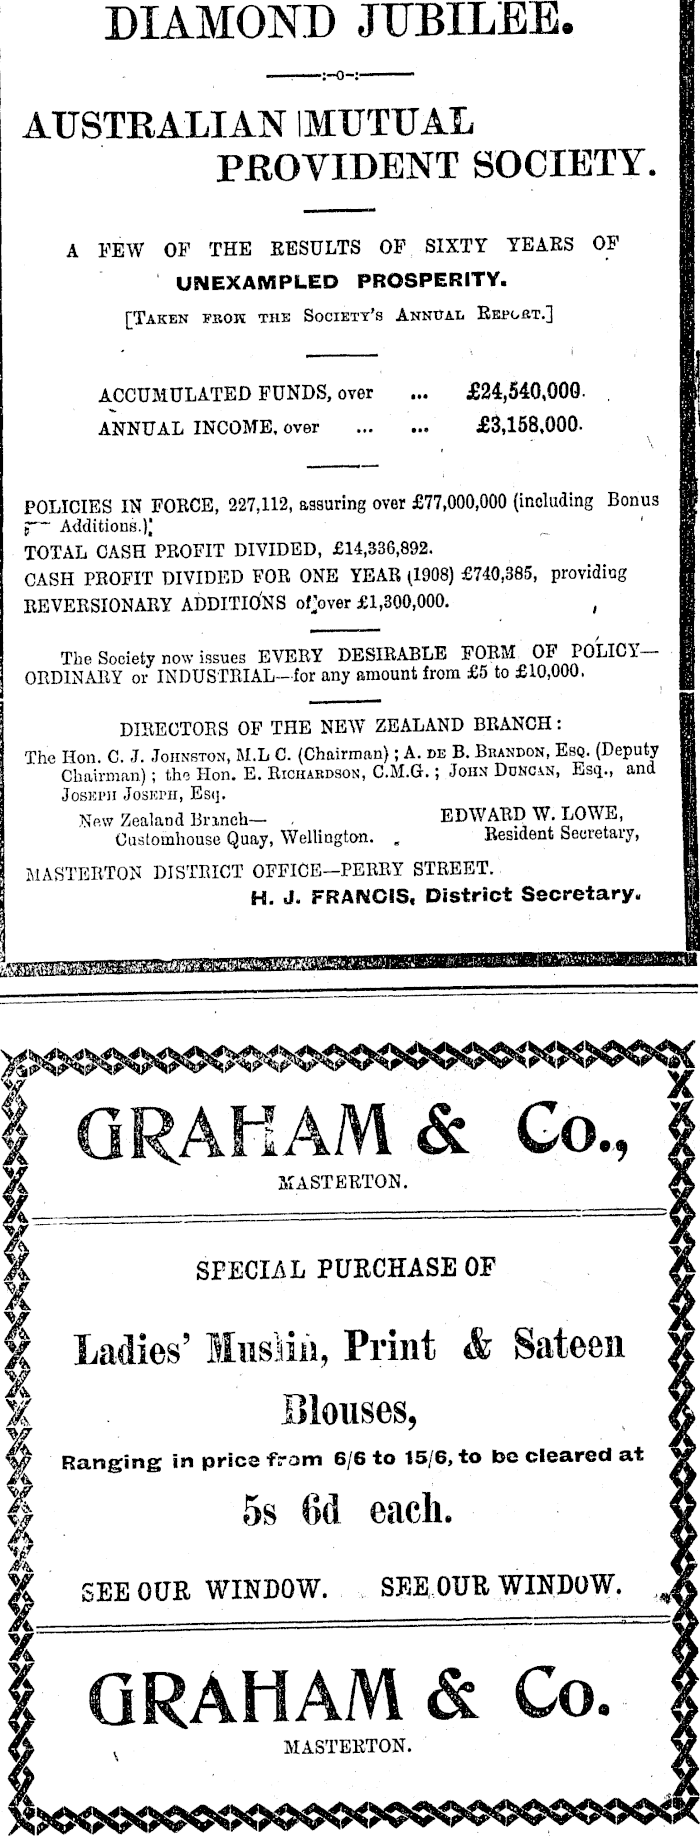 DIAMOND JUBILEE.
——:-o-:——
AUSTRALIAN MUTUAL
PROVIDENT SOCIETY.
A FEW OF THE RESULTS OF SIXTY YEARS OF
UNEXAMPLED PROSPERITY.
[TAKEN FROM THE SOCIETY'S ANNUAL REPORT.]
ACCUMULATED FUNDS, over ... £24,540,000.
ANNUAL INCOME, over ... ... £3,158,000.
POLICIES IN FORCE, 227,112, assuring over £77,000,000 (including Bonus
Additions.)
TOTAL CASH PROFIT DIVIDED, £14,336,892.
CASH PROFIT DIVIDED FOR ONE YEAR (1908) £740,385, providing
REVERSIONARY ADDITIONS of over £1,300,000.
The Society now issues EVERY DESIRABLE FORM OF POLICY—
ORDINARY or INDUSTRIAL—for any amount from £5 to £10,000.
DIRECTORS OF THE NEW ZEALAND BRANCH:
The Hon. C. J. JOHNSTON, M.L C. (Chairman) ; A. DE B. BRANDON, ESQ. (Deputy
Chairman) ; the Hon. E. RICHARDSON, C.M.G. ; JOHN DUNCAN, Esq., and
JOSEPH JOSEPH, Esq.
New Zealand Branch— EDWARD W. LOWE,
Customhouse Quay, Wellington. Resident Secretary,
MASTERTON DISTRICT OFFICE—PERRY STREET.
H. J. FRANCIS, District Secretary.
GRAHAM & Co.,
MASTERTON.
SPECIAL PURCHASE OF
Ladies' Muslin, Print & Sateen
Blouses,
Ranging in price from 6/6 to 15/6, to be cleared at
5s 6d each.
SEE OUR WINDOW. SEE OUR WINDOW.
GRAHAM & Co.
MASTERTON.